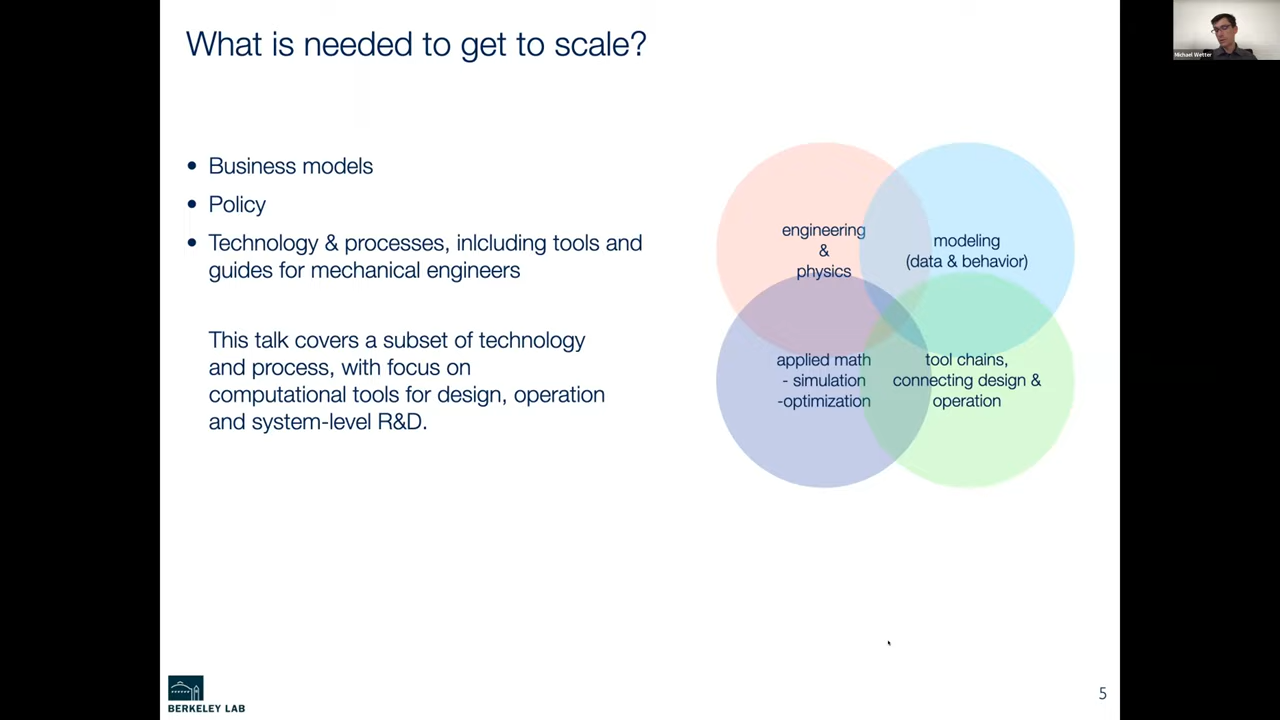 What is needed to get to scale?
Michael Wetter
• Business models
• Policy
• Technology & processes, inlcluding tools and
guides for mechanical engineers
This talk covers a subset of technology
and process, with focus on
computational tools for design, operation
and system-level R&D.
engineering
&
physics
modeling
(data & behavior)
applied math
- simulation
-optimization
tool chains,
connecting design &
operation
BERKELEY LAB
5